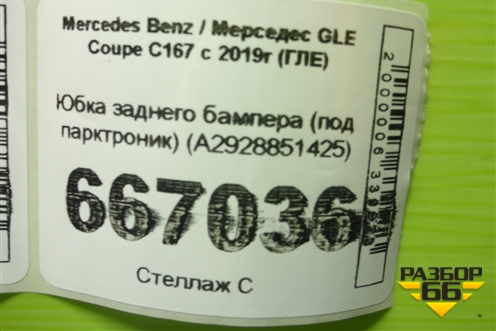 Mercedes Benz / Мерседес GLE
Coupe C167 с 2019г (ГЛЕ)
Юбка заднего бампера (под
парктроник) (A2928851425)
667036
Стеллаж С
РАЗБОР
66